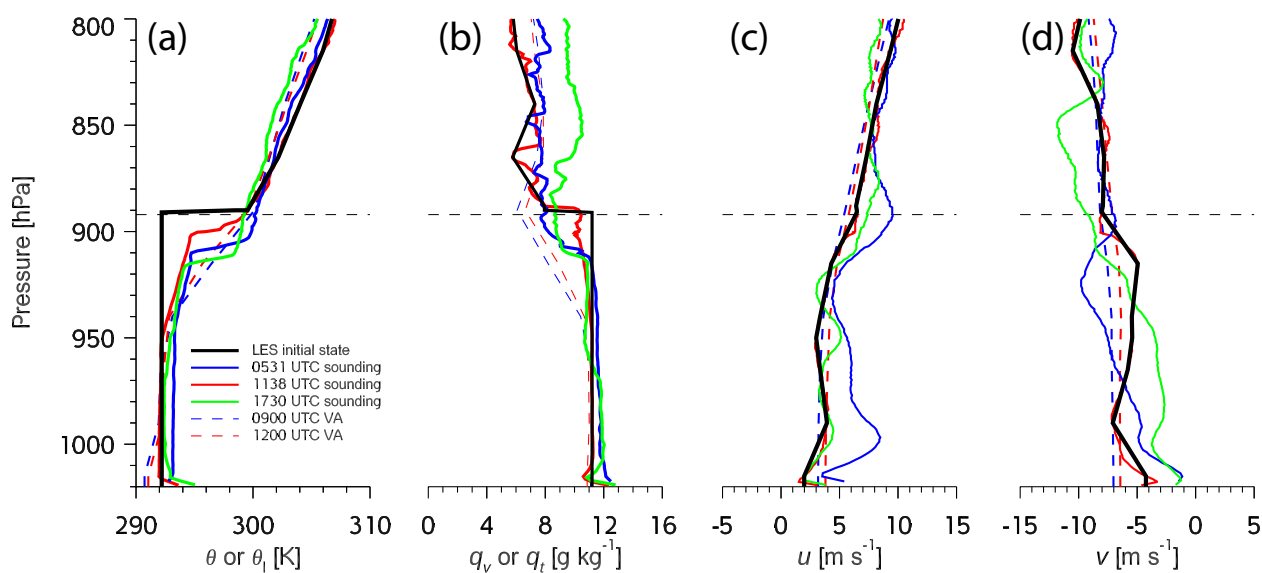 (a)
(b)
(c)
(d)
800
850
900
950
1000
Pressure [hPa]
LES initial state
0531 UTC sounding
1138 UTC sounding
1730 UTC sounding
0900 UTC VA
1200 UTC VA
290 300 310
0 4 8 12 16
-5 0 5 10 15
-15 -10 -5 0 5
θ or θl [K]
qv or qt [g kg-1]
u [m s-1]
v [m s-1]